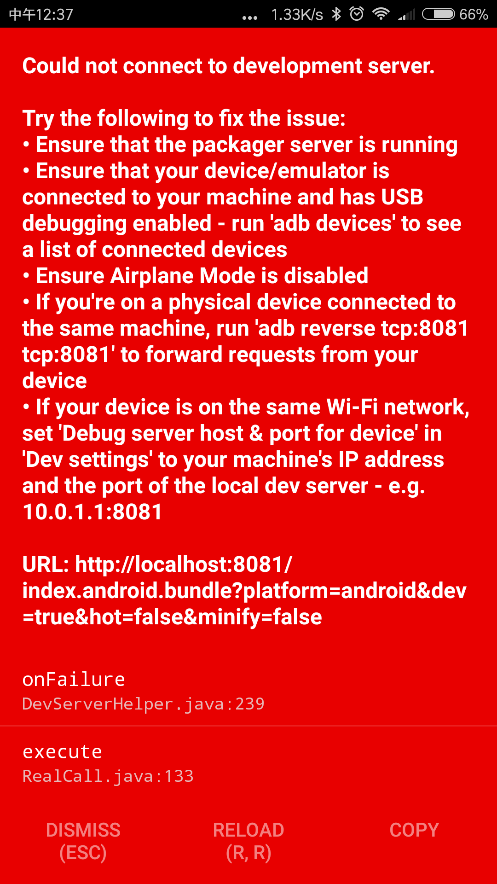 中午12:37 ... 1.33K/s 66%
Could not connect to development server.
Try the following to fix the issue:
• Ensure that the packager server is running
• Ensure that your device/emulator is
connected to your machine and has USB
debugging enabled - run 'adb devices' to see
a list of connected devices
• Ensure Airplane Mode is disabled
• If you're on a physical device connected to
the same machine, run 'adb reverse tcp:8081
tcp:8081' to forward requests from your
device
• If your device is on the same Wi-Fi network,
set 'Debug server host & port for device' in
'Dev settings' to your machine's IP address
and the port of the local dev server - e.g.
10.0.1.1:8081
URL: http://localhost:8081/
index.android.bundle?platform=android&dev
=true&hot=false&minify=false
onFailure
DevServerHelper.java:239
execute
RealCall.java:133
DISMISS RELOAD COPY
(ESC) (R, R)